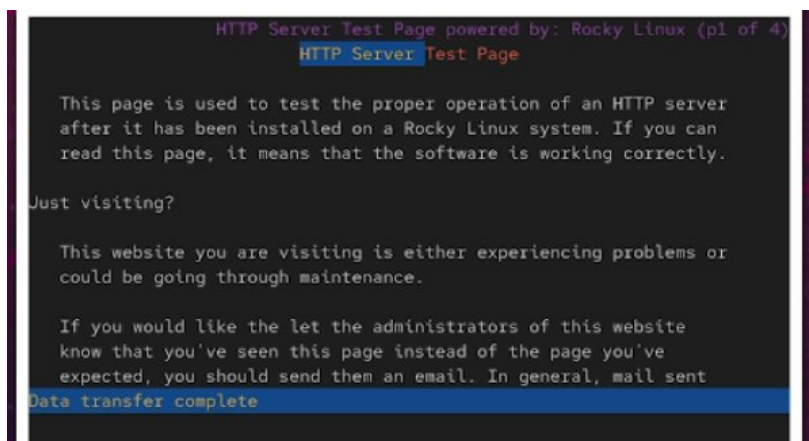 HTTP Server Test Page powered by: Rocky Linux (p1 of 4)
HTTP Server Test Page
This page is used to test the proper operation of an HTTP server
after it has been installed on a Rocky Linux system. If you can
read this page, it means that the software is working correctly.
Just visiting?
This website you are visiting is either experiencing problems or
could be going through maintenance.
If you would like the let the administrators of this website
know that you've seen this page instead of the page you've
expected, you should send them an email. In general, mail sent
Data transfer complete